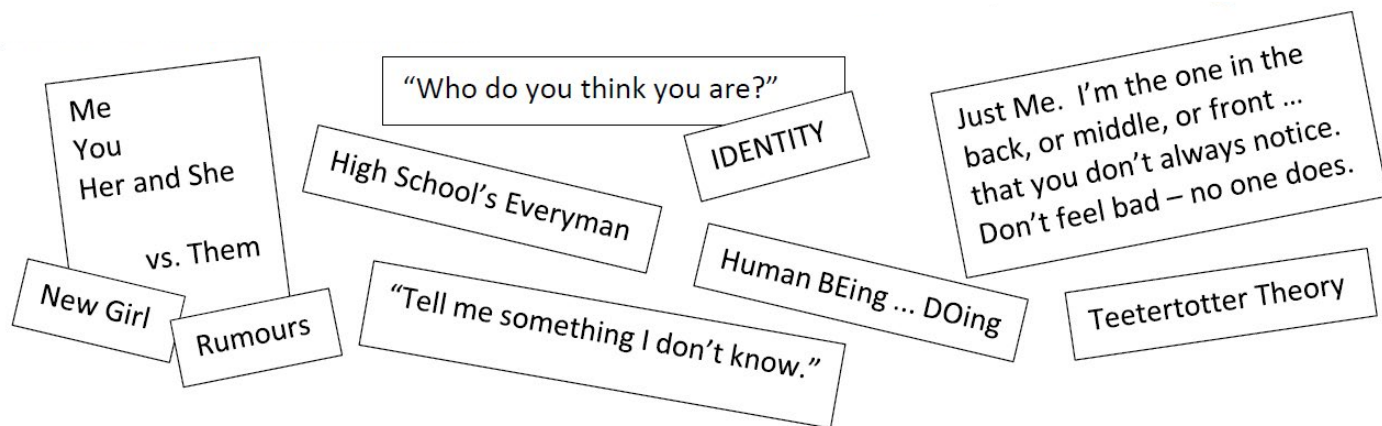 Me
You
Her and She
vs. Them
New Girl
Rumours
“Who do you think you are?”
IDENTITY
High School’s Everyman
“Tell me something I don’t know.”
Human BEing ... DOing
Just Me.  I’m the one in the
back, or middle, or front ...
that you don’t always notice.
Don’t feel bad – no one does.
Teetertotter Theory